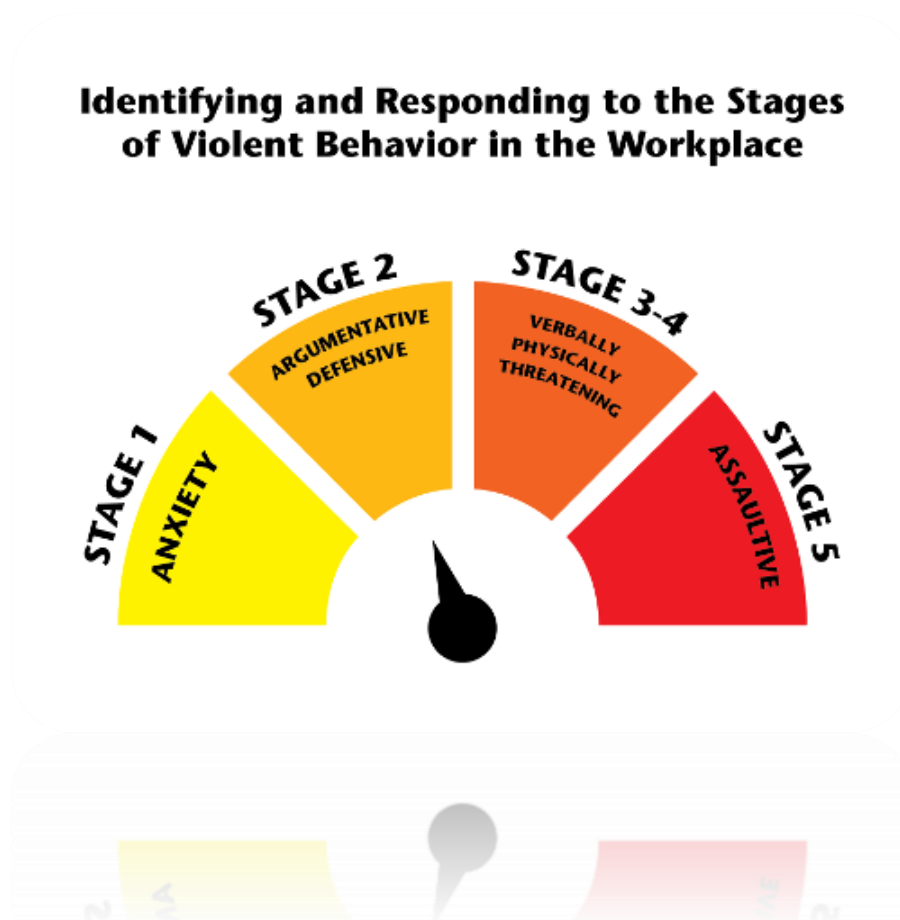 Identifying and Responding to the Stages
of Violent Behavior in the Workplace
STAGE 1
ANXIETY
STAGE 2
ARGUMENTATIVE
DEFENSIVE
STAGE 3-4
VERBALLY
PHYSICALLY
THREATENING
STAGE 5
ASSAULTIVE